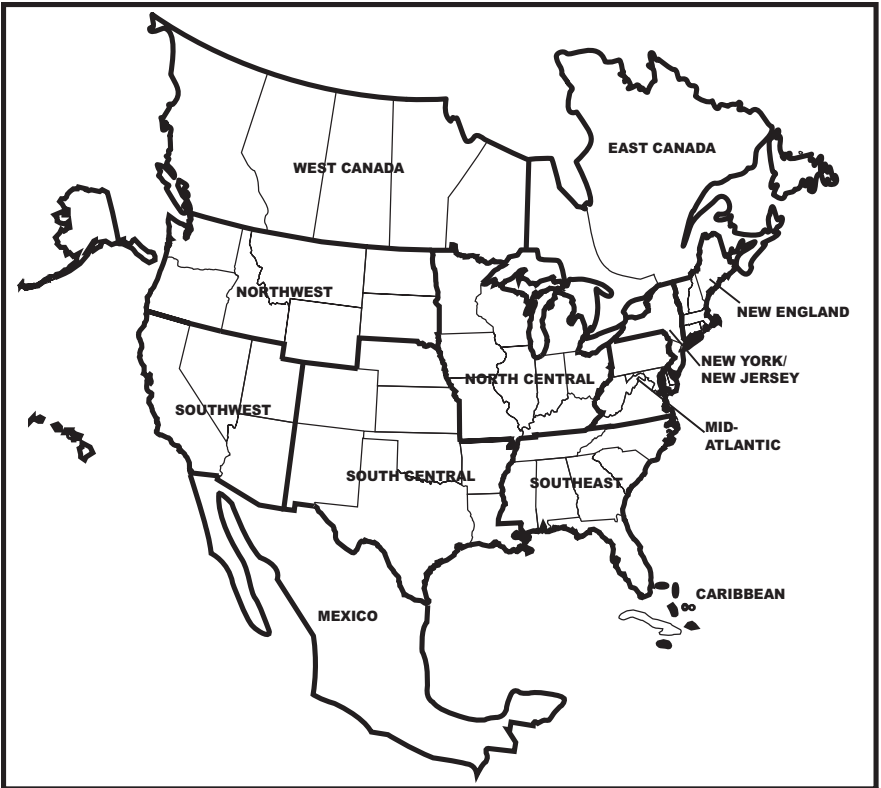 EAST CANADA
WEST CANADA
NORTHWEST
NEW ENGLAND
NEW YORK/
NEW JERSEY
NORTH CENTRAL
SOUTHWEST
MID-
ATLANTIC
SOUTH CENTRAL
SOUTHEAST
CARIBBEAN
MEXICO